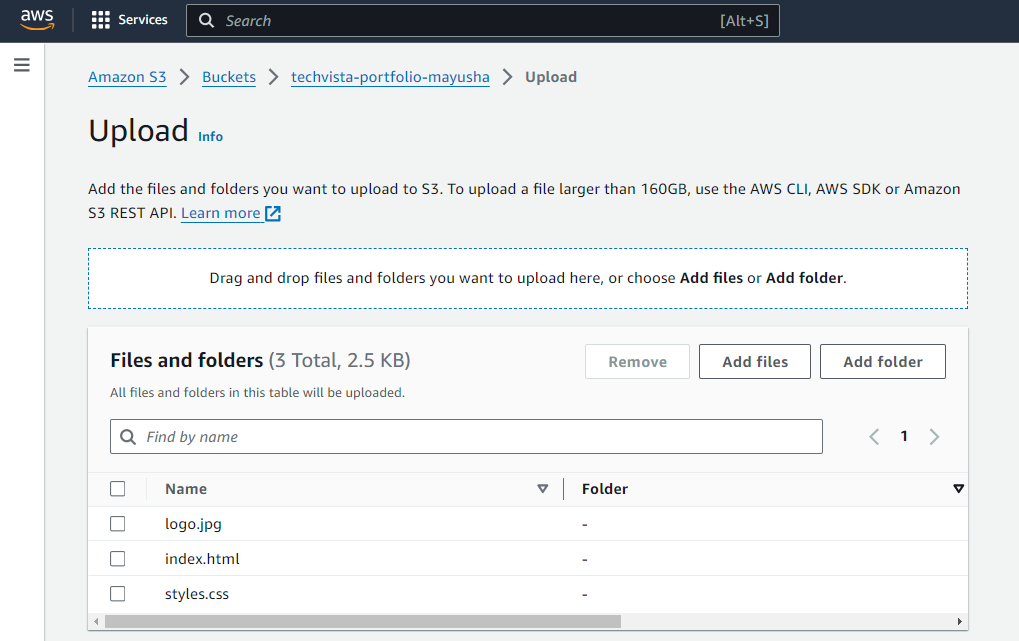 aws Services Search [Alt+S]
Amazon S3 > Buckets > techvista-portfolio-mayusha > Upload
Upload Info
Add the files and folders you want to upload to S3. To upload a file larger than 160GB, use the AWS CLI, AWS SDK or Amazon
S3 REST API. Learn more
Drag and drop files and folders you want to upload here, or choose Add files or Add folder.
Files and folders (3 Total, 2.5 KB) Remove Add files Add folder
All files and folders in this table will be uploaded.
Find by name < 1 >
Name Folder
logo.jpg -
index.html -
styles.css -